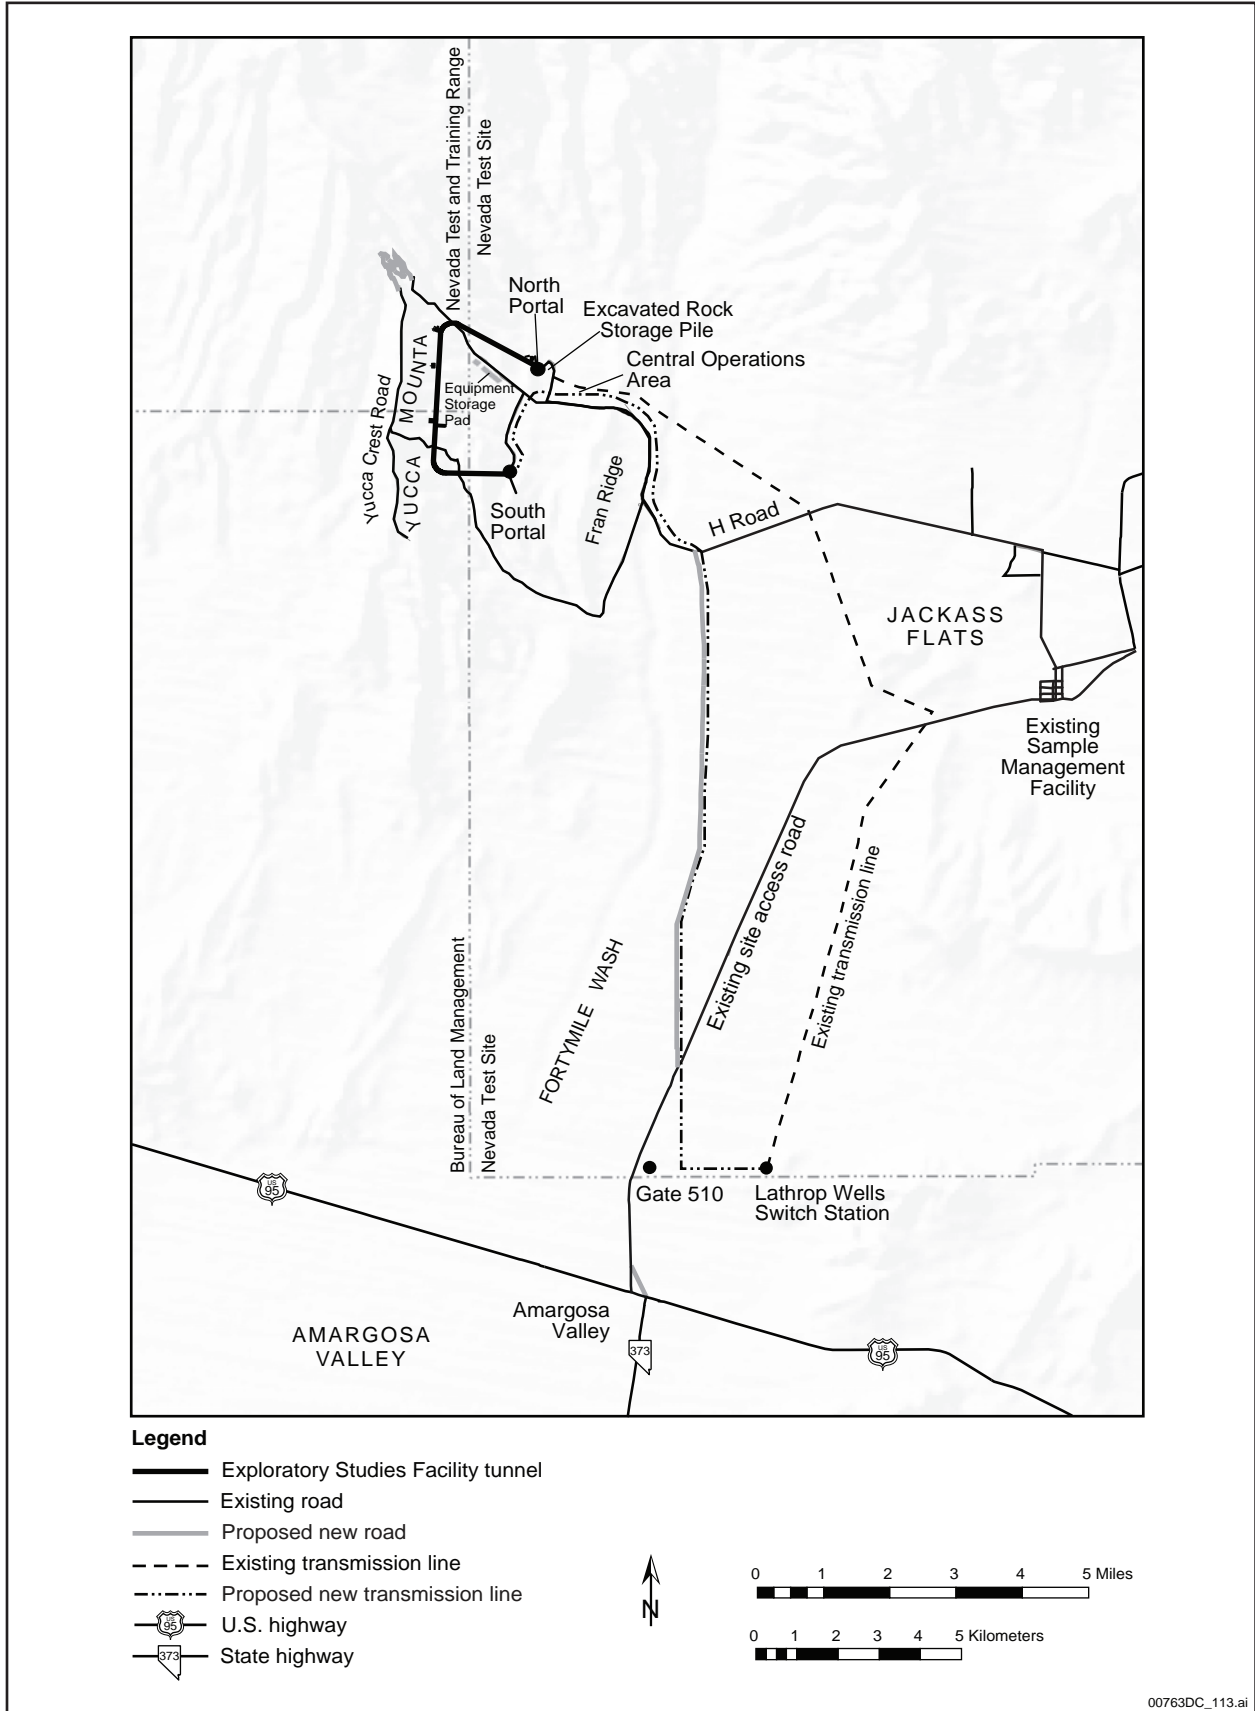 Nevada Test and Training Range
Nevada Test Site
North
Portal
Excavated Rock
Storage Pile
Central Operations
Area
Equipment
Storage
Pad
Yucca Crest Road
YUCCA MOUNTA
Fran Ridge
South
Portal
H Road
JACKASS
FLATS
Existing
Sample
Management
Facility
Existing site access road
Existing transmission line
FORTYMILE WASH
Bureau of Land Management
Nevada Test Site
Gate 510
Lathrop Wells
Switch Station
US
95
Amargosa
Valley
AMARGOSA
VALLEY
373
US
95
Legend
Exploratory Studies Facility tunnel
Existing road
Proposed new road
Existing transmission line
Proposed new transmission line
US
95
U.S. highway
373
State highway
N
0 1 2 3 4 5 Miles
0 1 2 3 4 5 Kilometers
00763DC_113.ai